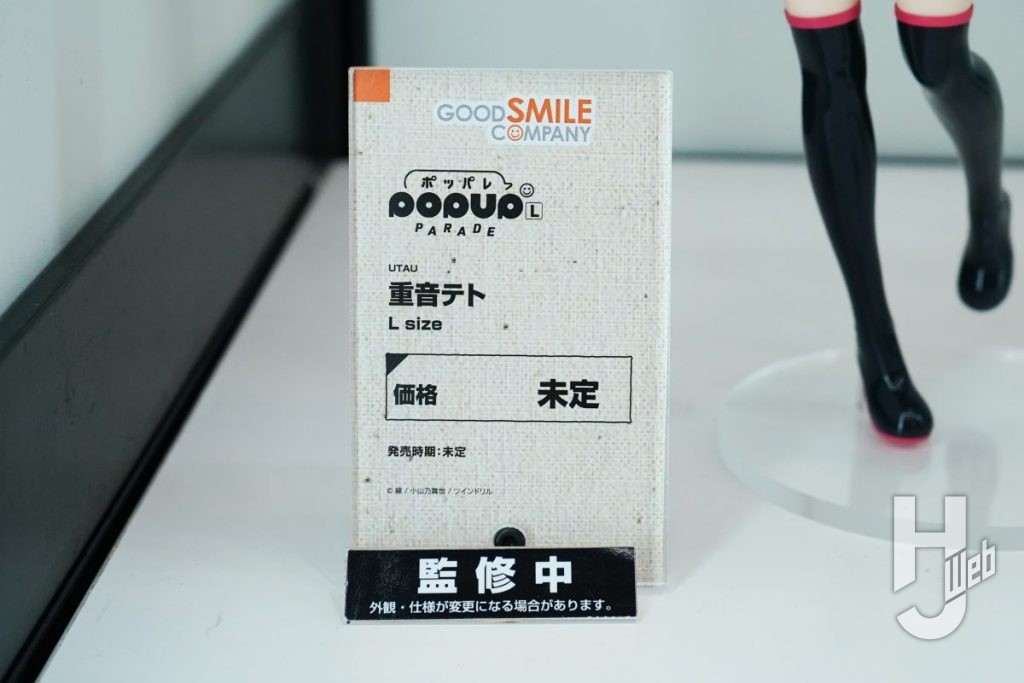 GOODSMILE
COMPANY
ポッパレ
POPUP L
PARADE
UTAU
重音テト
L size
価格 未定
発売時期:未定
© 線 / 小山乃舞世 / ツインドリル
監修中
外観・仕様が変更になる場合があります。
HJ Web